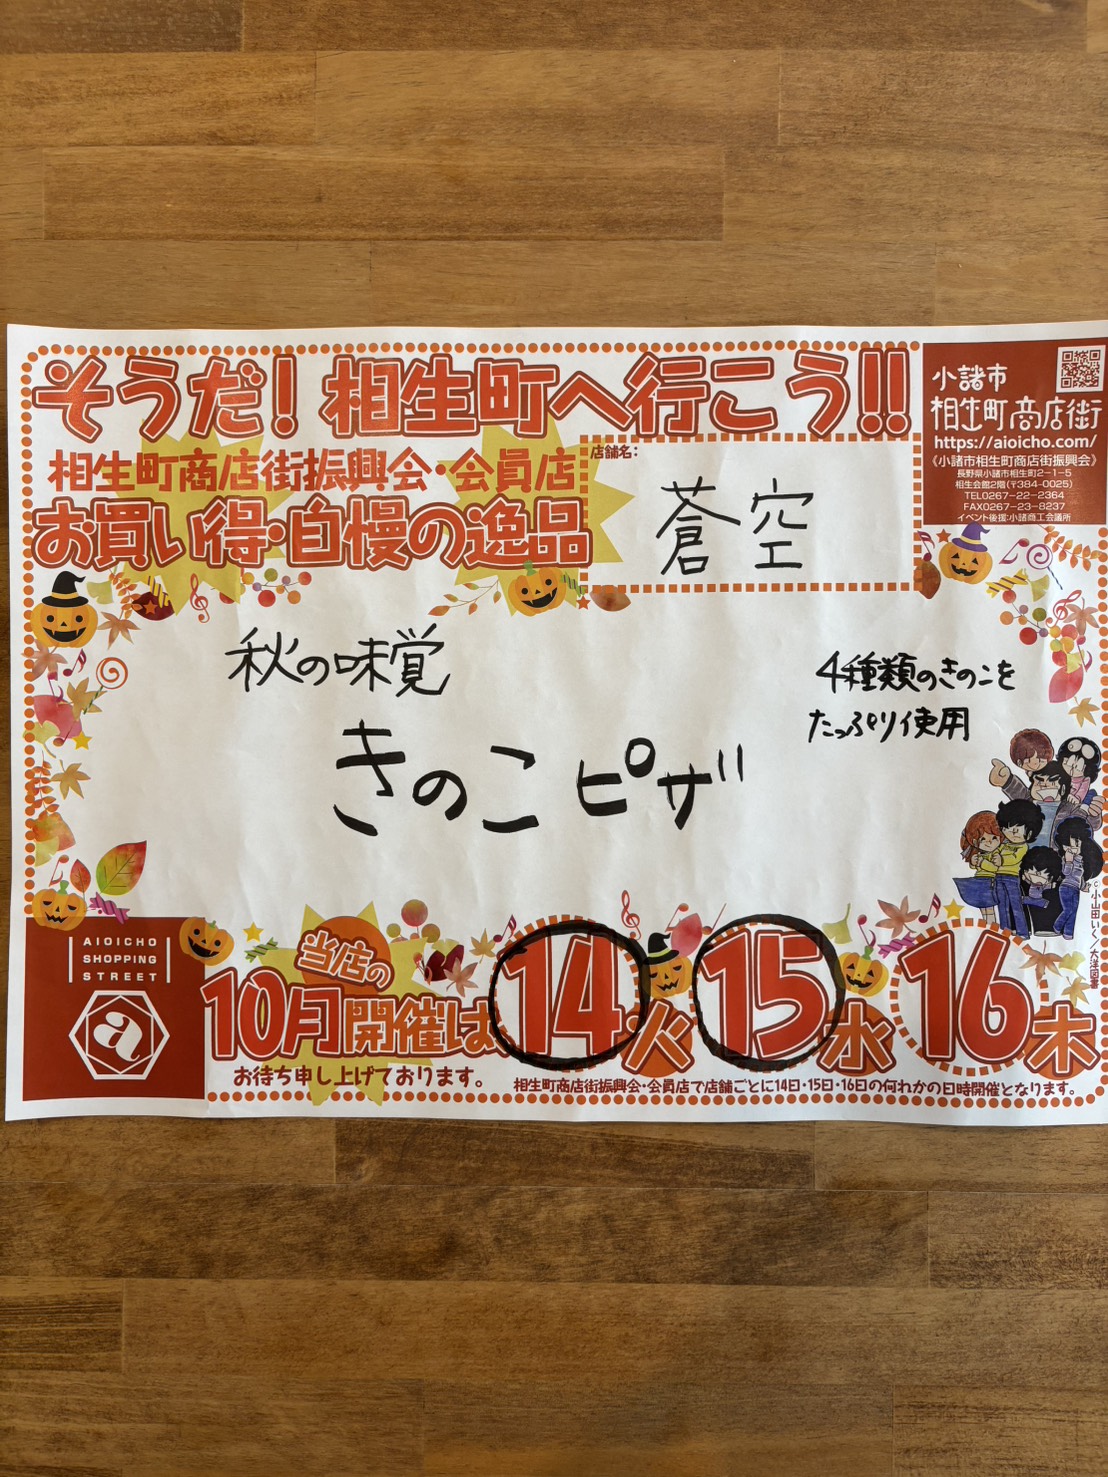 そうだ！相生町へ行こう!!
相生町商店街振興会・会員店
お買い得・自慢の逸品
店舗名：
蒼空
小諸市
相生町商店街
https://aioicho.com/
《小諸市相生町商店街振興会》
長野県小諸市相生町2-1-5
相生会館2階(〒384-0025)
TEL0267-22-2364
FAX0267-23-8237
イベント後援:小諸商工会議所
秋の味覚
きのこピザ
4種類のきのこを
たっぷり使用
c小山田いく/大洋図書
AIOICHO
SHOPPING
STREET
a
当店の
10月開催は、14火 15水 16木
お待ち申し上げております。
相生町商店街振興会・会員店で店舗ごとに14日・15日・16日の何れかの日時開催となります。